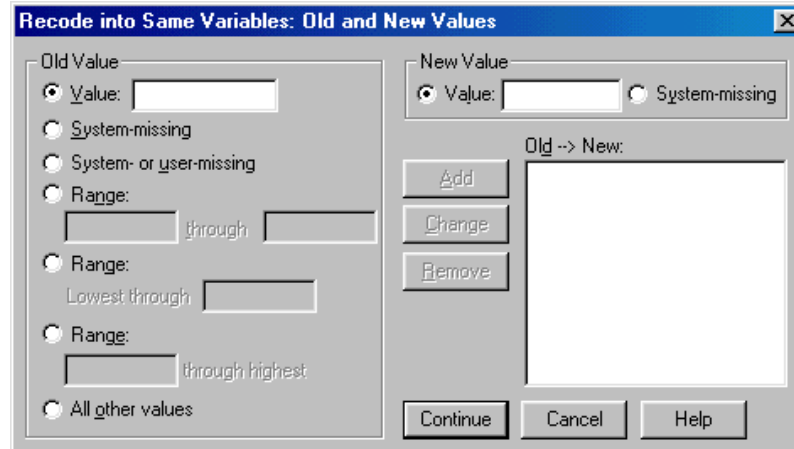 Recode into Same Variables: Old and New Values
Old Value
Value:
System-missing
System- or user-missing
Range:
through
Range:
Lowest through
Range:
through highest
All other values
New Value
Value:
System-missing
Old --> New:
Add
Change
Remove
Continue
Cancel
Help